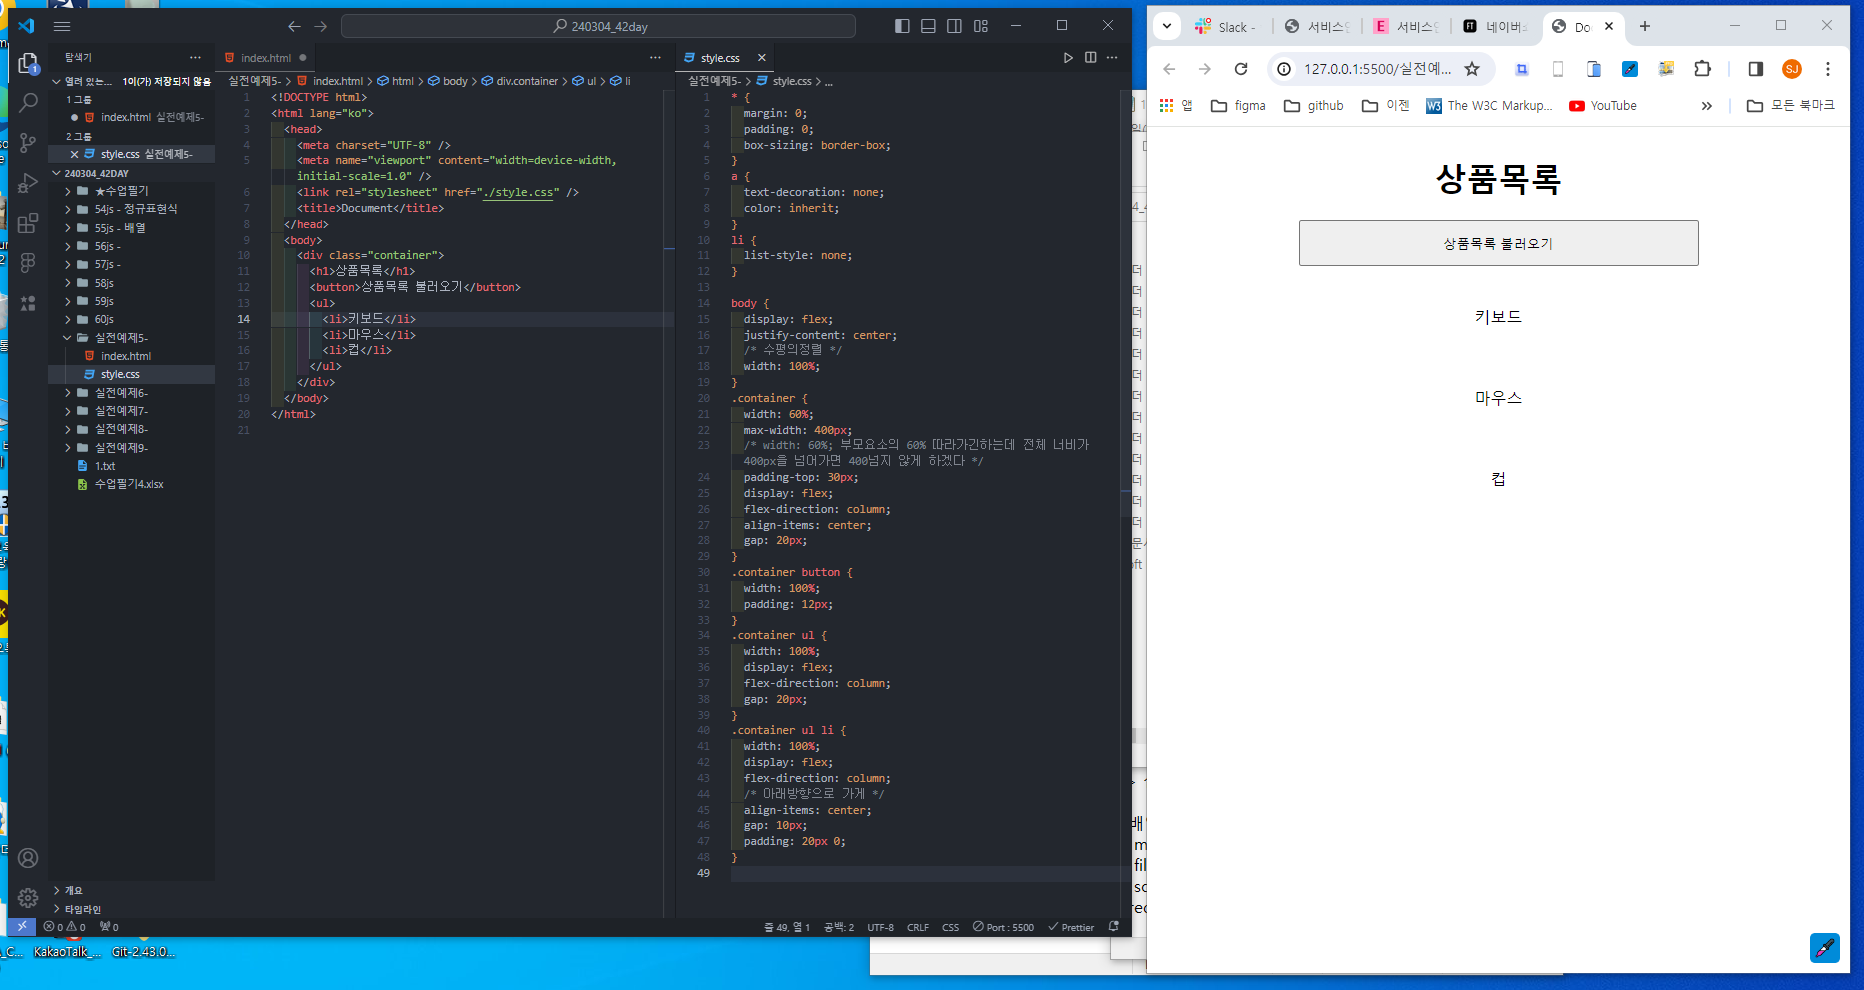 240304_42day
탐색기
열려 있는... 1이(가) 저장되지 않음
1 그룹
index.html 실전예제5-
2 그룹
style.css 실전예제5-
240304_42DAY
★수업필기
54js - 정규표현식
55js - 배열
56js -
57js -
58js
59js
60js
실전예제5-
index.html
style.css
실전예제6-
실전예제7-
실전예제8-
실전예제9-
1.txt
수업필기4.xlsx
개요
타임라인
index.html
실전예제5- > index.html > html > body > div.container > ul > li
1 <!DOCTYPE html>
2 <html lang="ko">
3 <head>
4 <meta charset="UTF-8" />
5 <meta name="viewport" content="width=device-width,
initial-scale=1.0" />
6 <link rel="stylesheet" href="./style.css" />
7 <title>Document</title>
8 </head>
9 <body>
10 <div class="container">
11 <h1>상품목록</h1>
12 <button>상품목록 불러오기</button>
13 <ul>
14 <li>키보드</li>
15 <li>마우스</li>
16 <li>컵</li>
17 </ul>
18 </div>
19 </body>
20 </html>
21
style.css
실전예제5- > style.css > ...
1 * {
2 margin: 0;
3 padding: 0;
4 box-sizing: border-box;
5 }
6 a {
7 text-decoration: none;
8 color: inherit;
9 }
10 li {
11 list-style: none;
12 }
13
14 body {
15 display: flex;
16 justify-content: center;
17 /* 수평의정렬 */
18 width: 100%;
19 }
20 .container {
21 width: 60%;
22 max-width: 400px;
23 /* width: 60%; 부모요소의 60% 따라가긴하는데 전체 너비가
400px을 넘어가면 400넘지 않게 하겠다 */
24 padding-top: 30px;
25 display: flex;
26 flex-direction: column;
27 align-items: center;
28 gap: 20px;
29 }
30 .container button {
31 width: 100%;
32 padding: 12px;
33 }
34 .container ul {
35 width: 100%;
36 display: flex;
37 flex-direction: column;
38 gap: 20px;
39 }
40 .container ul li {
41 width: 100%;
42 display: flex;
43 flex-direction: column;
44 /* 아래방향으로 가게 */
45 align-items: center;
46 gap: 10px;
47 padding: 20px 0;
48 }
49
0 0 0
줄 49, 열 1 공백: 2 UTF-8 CRLF CSS Port : 5500 Prettier
KakaoTalk_... Git-2.43.0...
Slack - 서비스 E 서비스 네이버 Do
127.0.0.1:5500/실전예... SJ
앱 figma github 이젠 W3 The W3C Markup... YouTube 모든 북마크
상품목록
상품목록 불러오기
키보드
마우스
컵